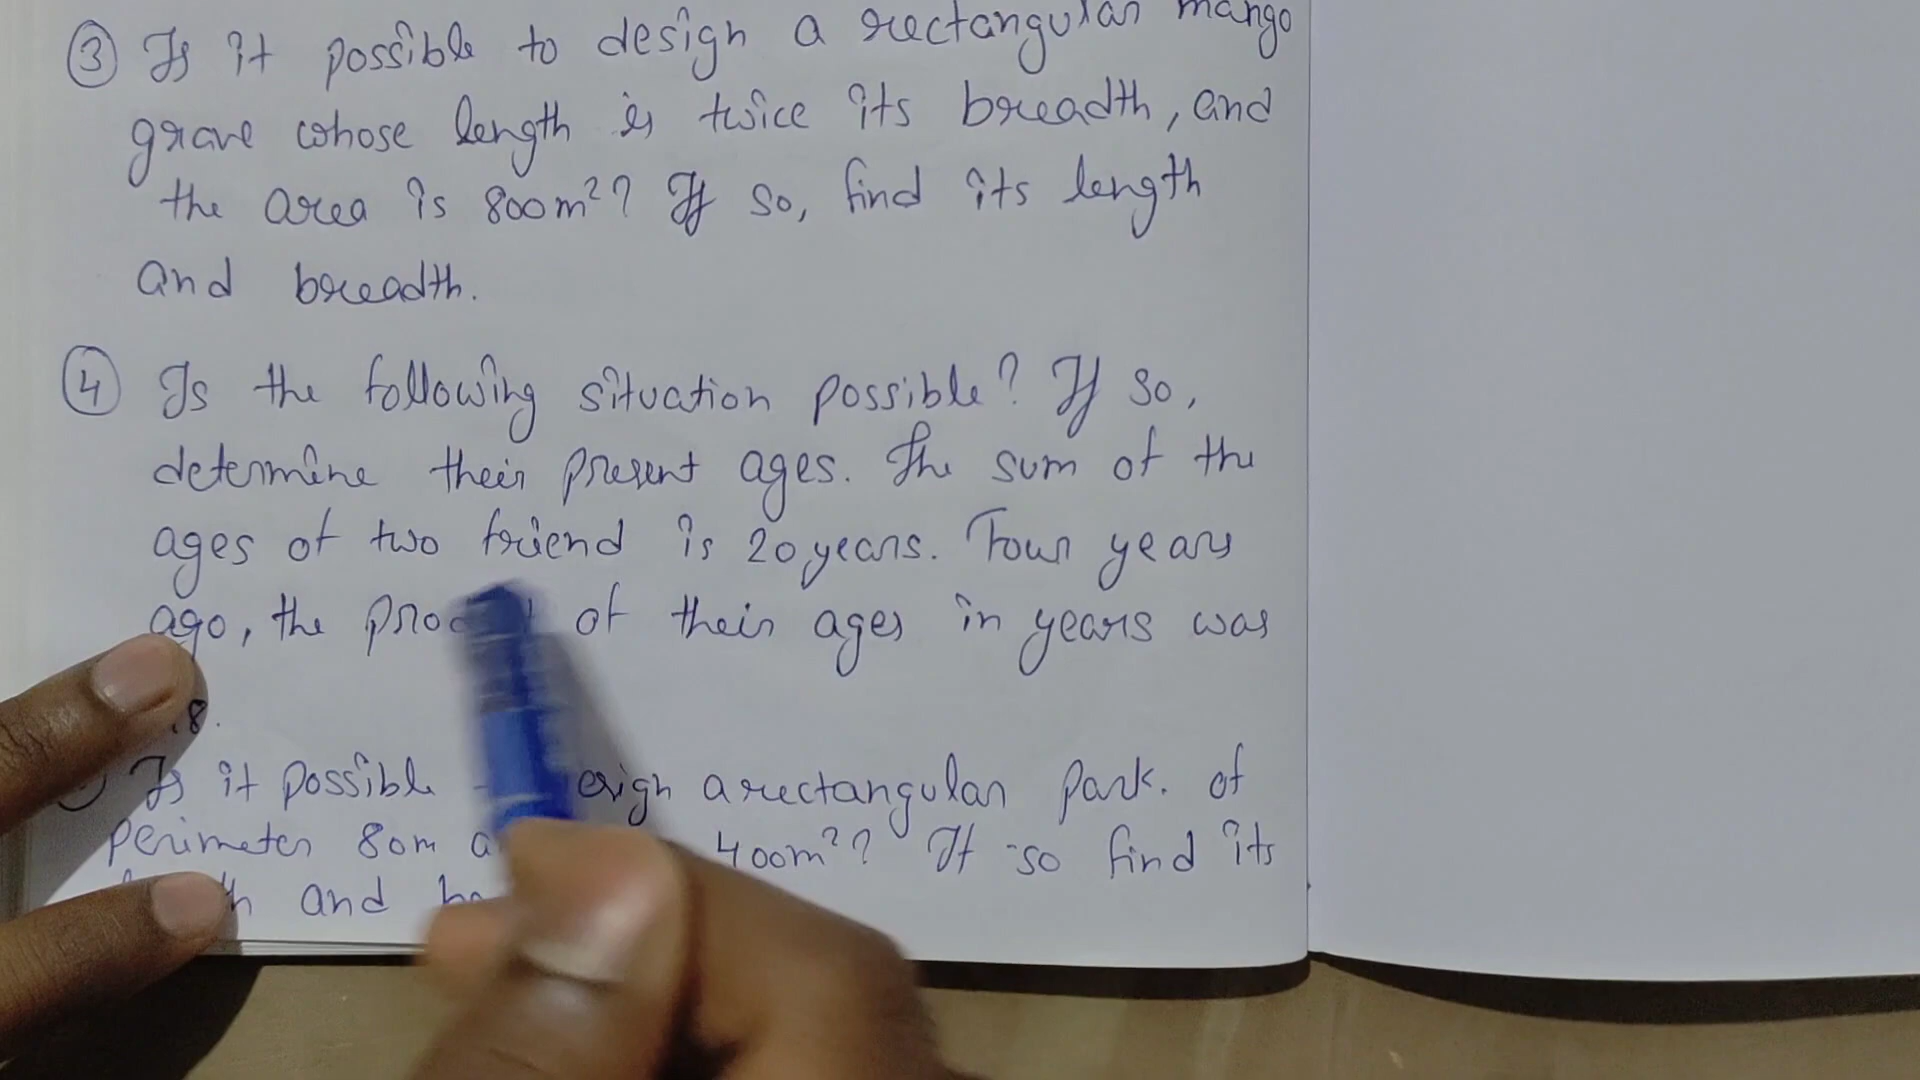 ③ Is it possible to design a rectangular mango
grave whose length is twice its breadth, and
the area is 800m²? If so, find its length
and breadth.
④ Is the following situation possible? If so,
determine their present ages. The sum of the
ages of two friend is 20years. Four years
ago, the of their ages in years was
8.
Is it possible a rectangular park. of
perimeter 80m 400m²? If so find its
and